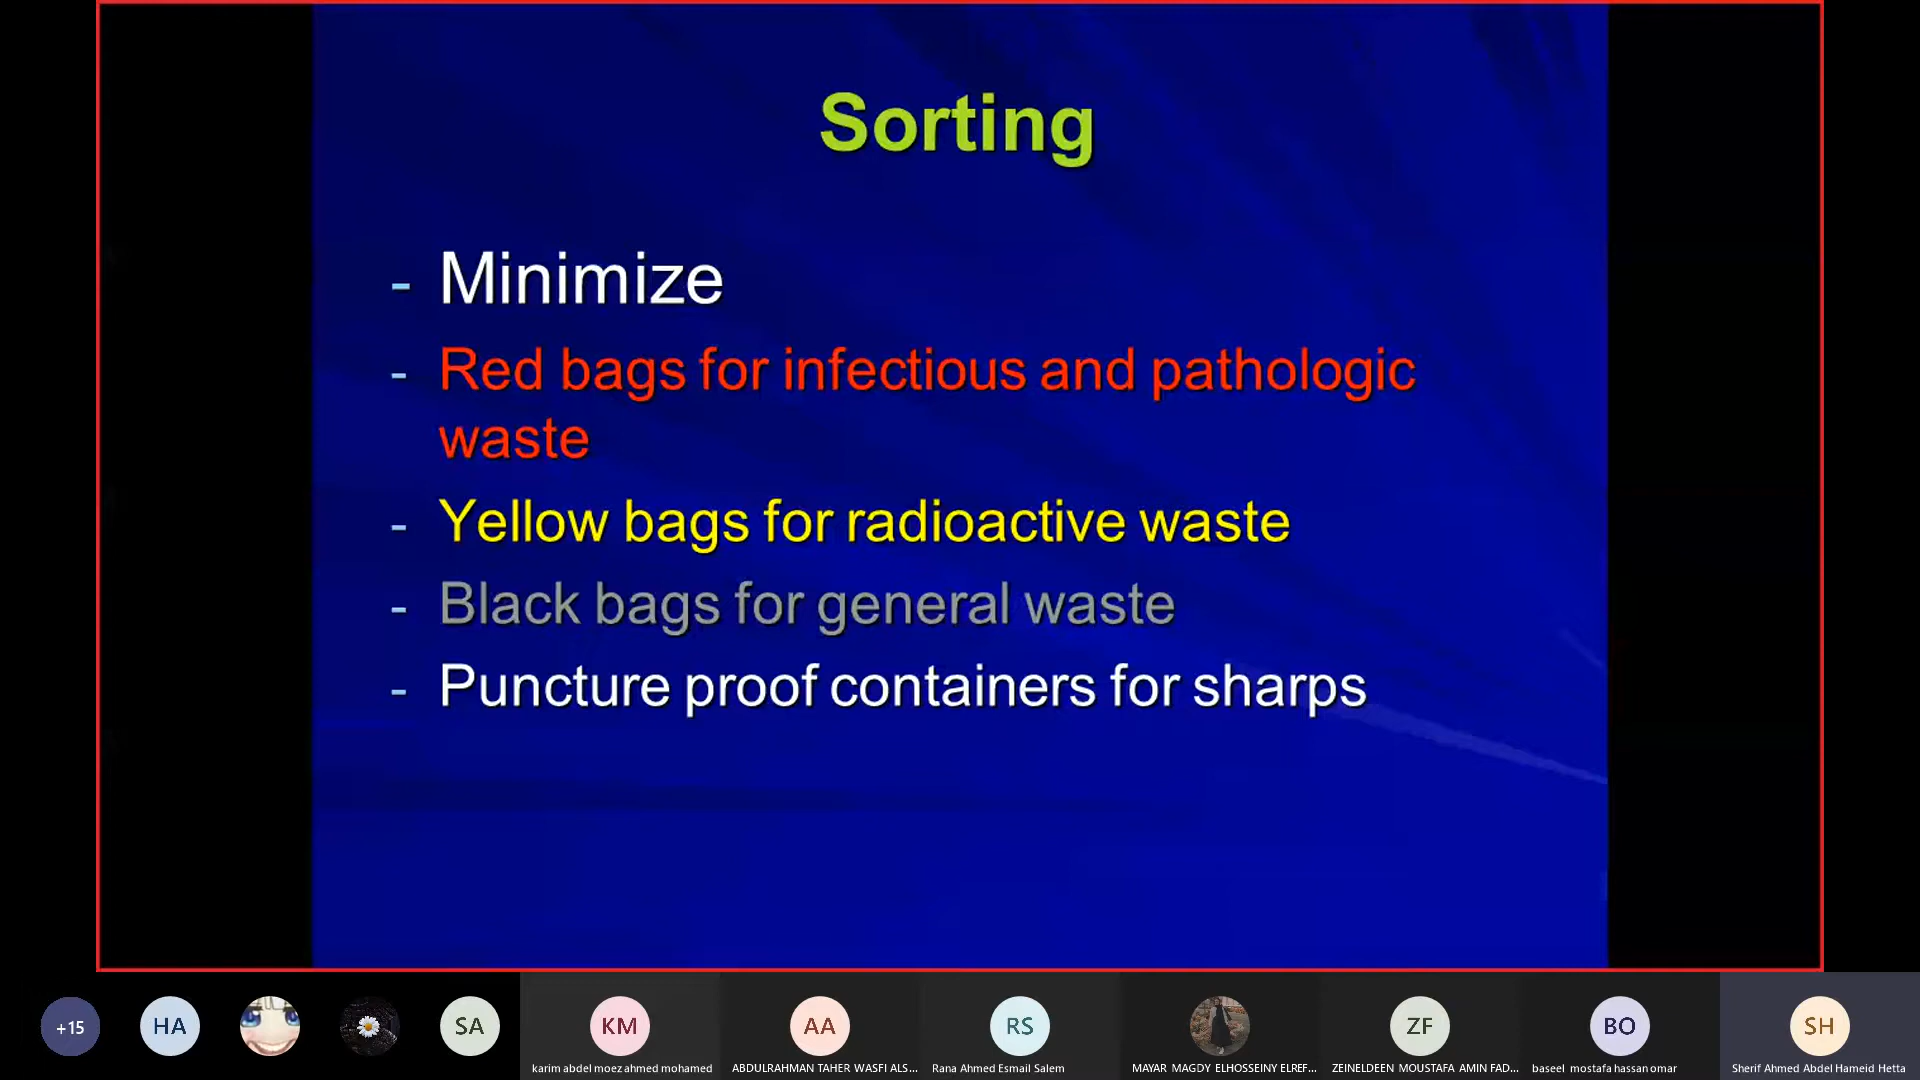 Sorting
- Minimize
- Red bags for infectious and pathologic
waste
- Yellow bags for radioactive waste
- Black bags for general waste
- Puncture proof containers for sharps
+15
HA
SA
KM
AA
RS
ZF
BO
SH
karim abdel moez ahmed mohamed
ABDULRAHMAN TAHER WASFI ALS...
Rana Ahmed Esmail Salem
MAYAR MAGDY ELHOSSEINY ELREF...
ZEINELDEEN MOUSTAFA AMIN FAD...
baseel mostafa hassan omar
Sherif Ahmed Abdel Hameid Hetta